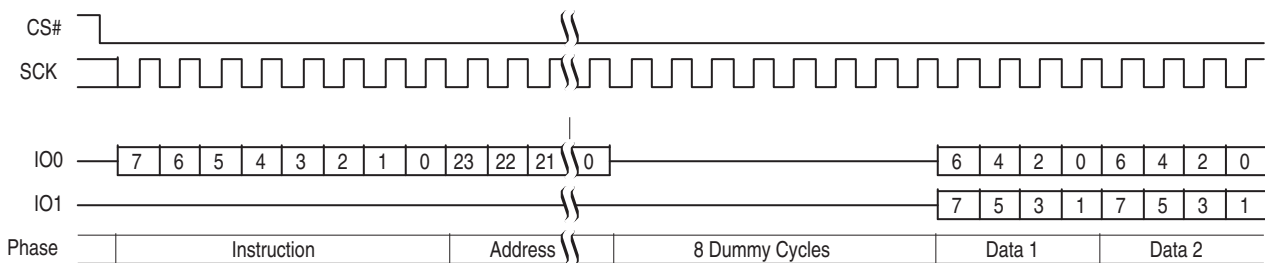 CS#
SCK
IO0 7 6 5 4 3 2 1 0 23 22 21 0 6 4 2 0 6 4 2 0
IO1 7 5 3 1 7 5 3 1
Phase Instruction Address 8 Dummy Cycles Data 1 Data 2